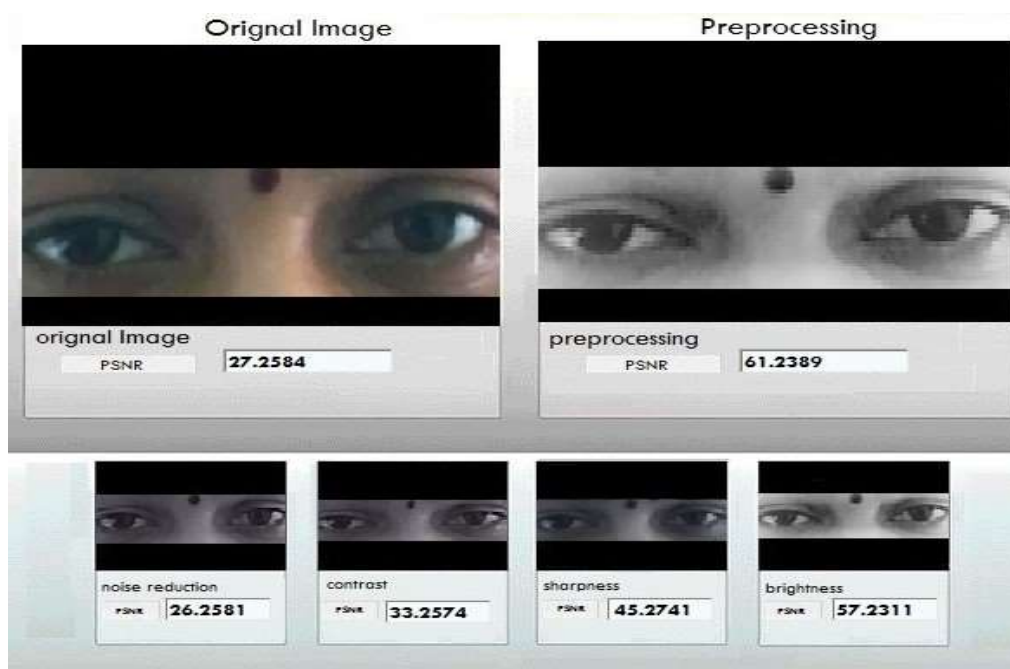 Orignal Image
Preprocessing
orignal Image
PSNR 27.2584
preprocessing
PSNR 61.2389
noise reduction
PSNR 26.2581
contrast
PSNR 33.2574
sharpness
PSNR 45.2741
brightness
PSNR 57.2311